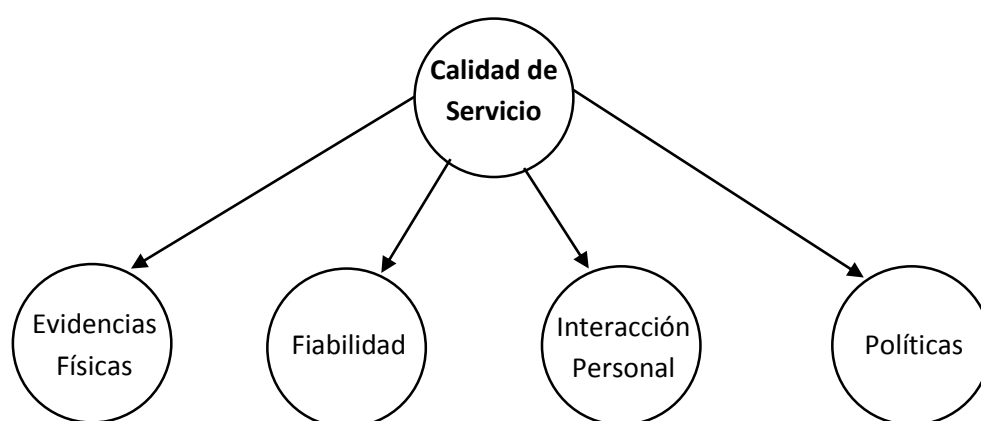 Calidad de
Servicio
Evidencias
Físicas
Fiabilidad
Interacción
Personal
Políticas